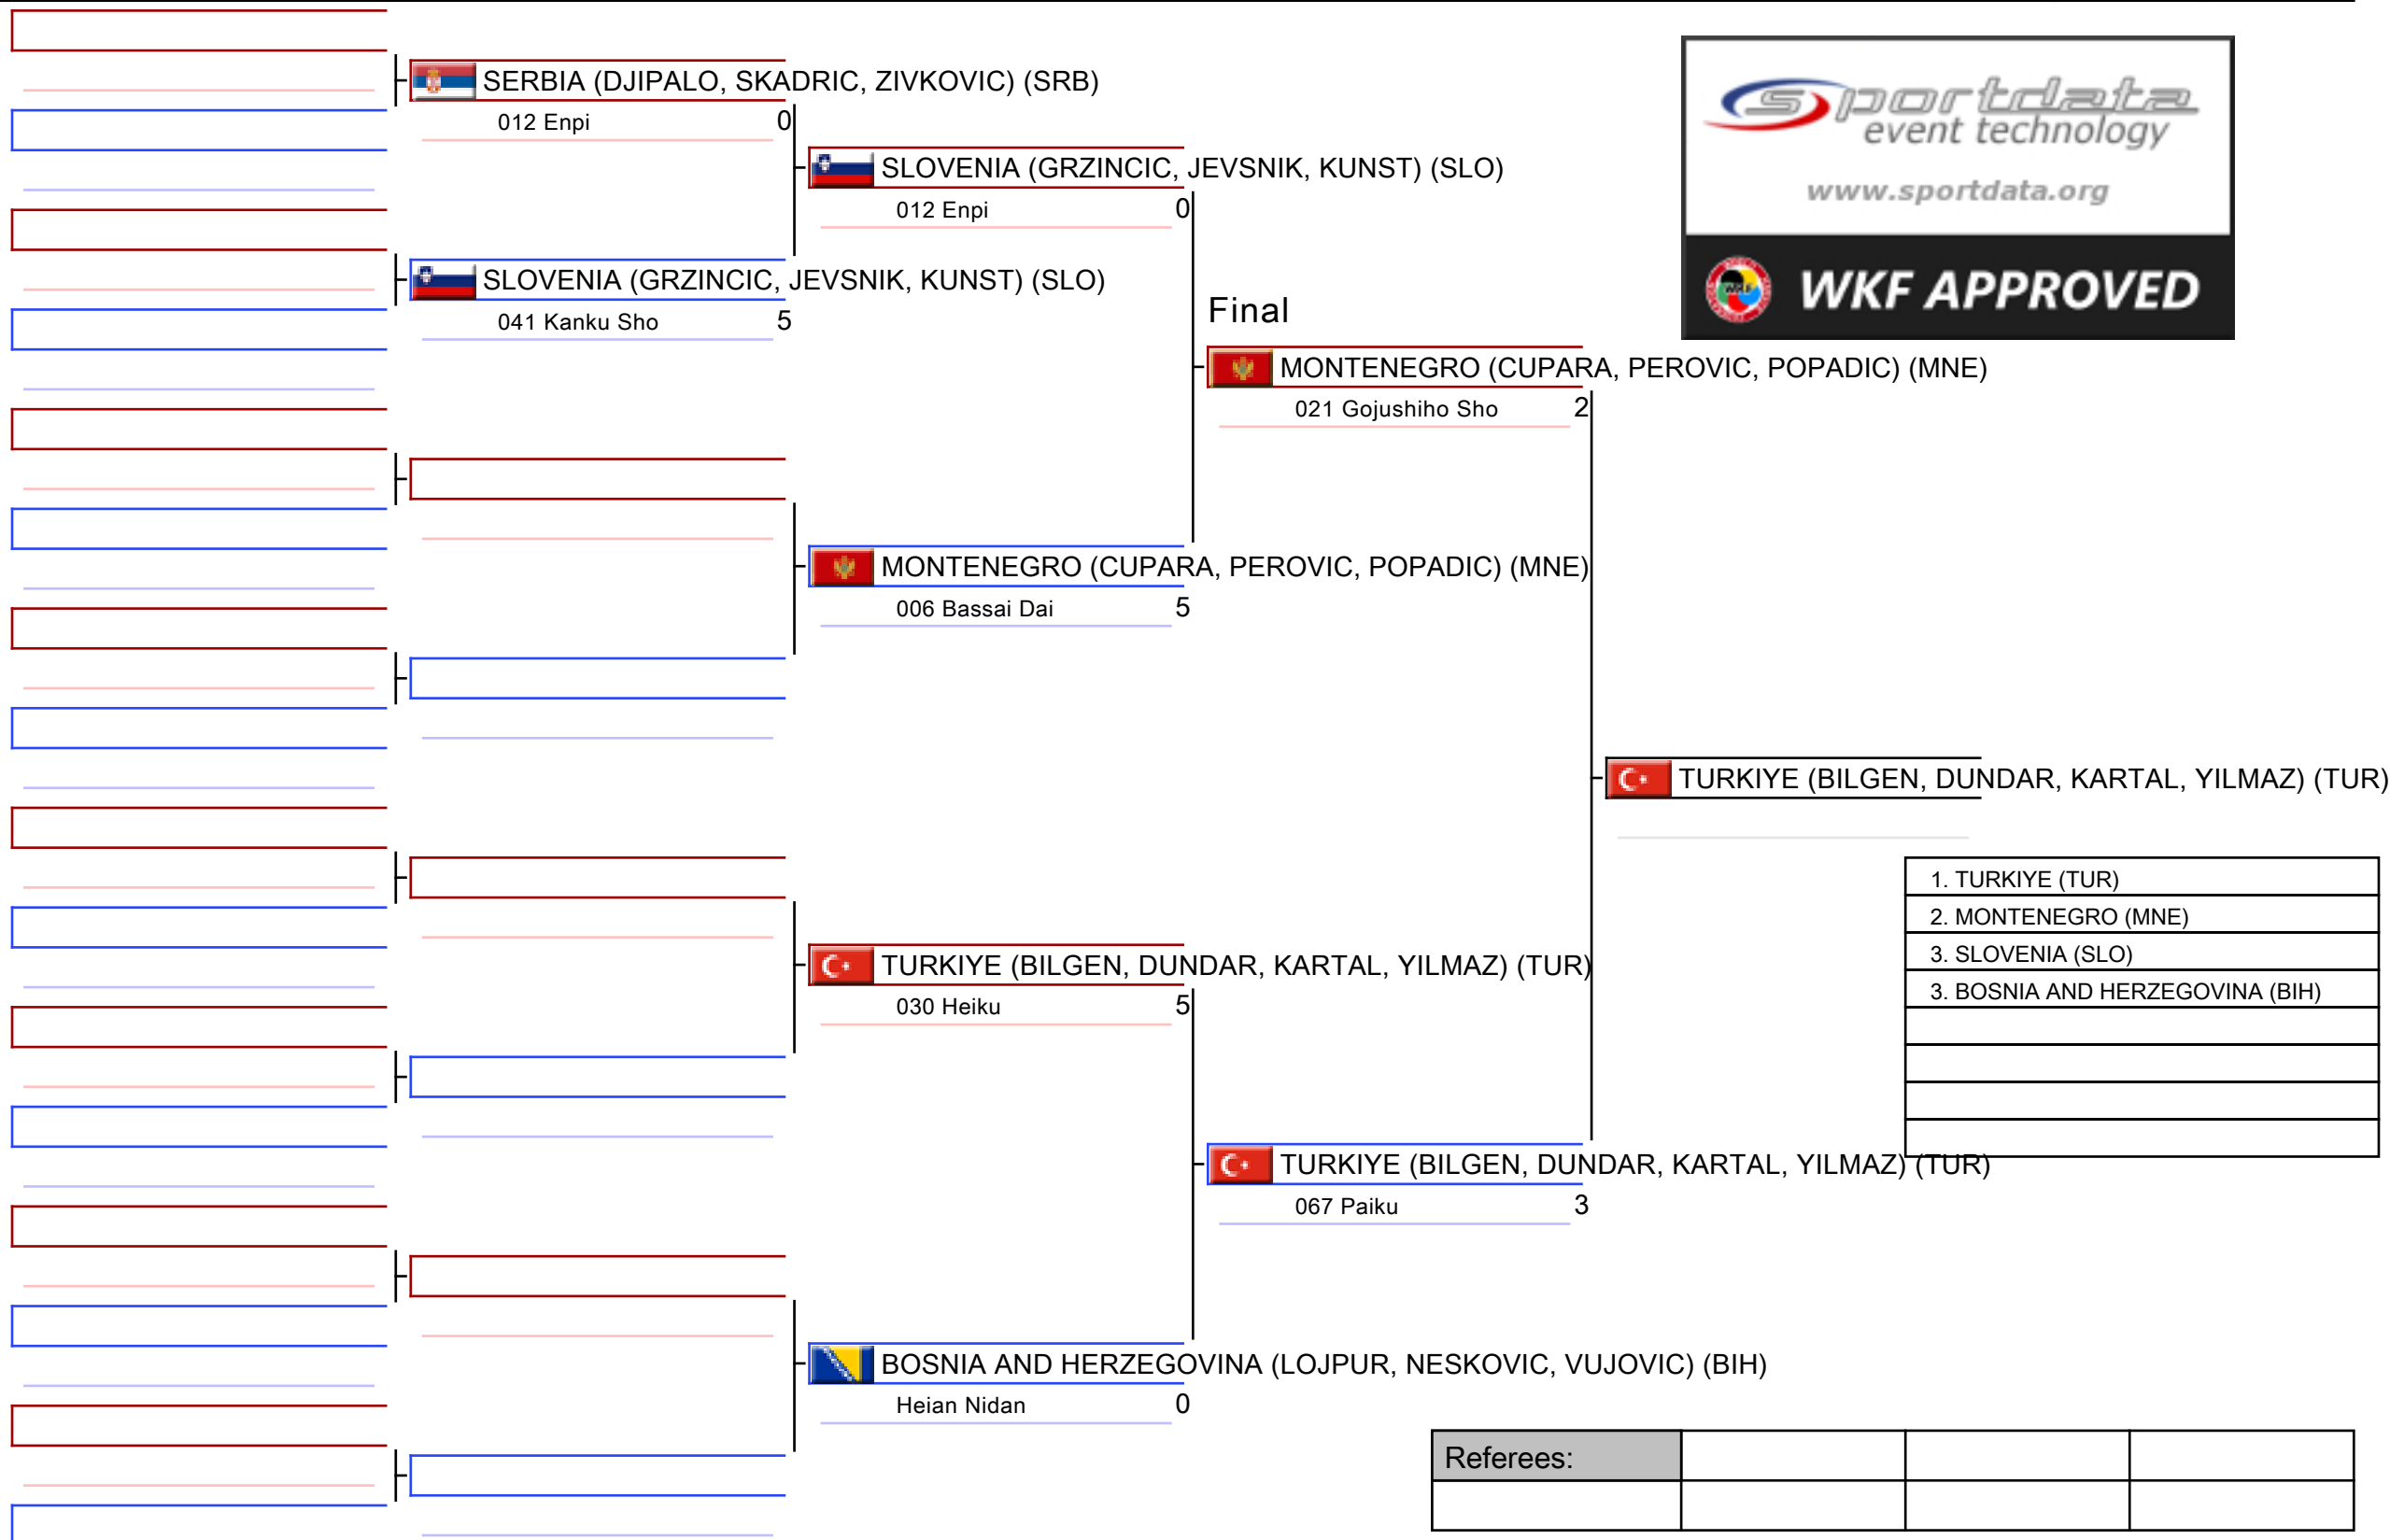 SERBIA (DJIPALO, SKADRIC, ZIVKOVIC) (SRB)
012 Enpi 0
SLOVENIA (GRZINCIC, JEVSNIK, KUNST) (SLO)
012 Enpi 0
SLOVENIA (GRZINCIC, JEVSNIK, KUNST) (SLO)
041 Kanku Sho 5
sportdata
event technology
www.sportdata.org
WKF APPROVED
Final
MONTENEGRO (CUPARA, PEROVIC, POPADIC) (MNE)
021 Gojushiho Sho 2
MONTENEGRO (CUPARA, PEROVIC, POPADIC) (MNE)
006 Bassai Dai 5
TURKIYE (BILGEN, DUNDAR, KARTAL, YILMAZ) (TUR)
1. TURKIYE (TUR)
2. MONTENEGRO (MNE)
3. SLOVENIA (SLO)
3. BOSNIA AND HERZEGOVINA (BIH)
TURKIYE (BILGEN, DUNDAR, KARTAL, YILMAZ) (TUR)
030 Heiku 5
TURKIYE (BILGEN, DUNDAR, KARTAL, YILMAZ) (TUR)
067 Paiku 3
BOSNIA AND HERZEGOVINA (LOJPUR, NESKOVIC, VUJOVIC) (BIH)
Heian Nidan 0
Referees: